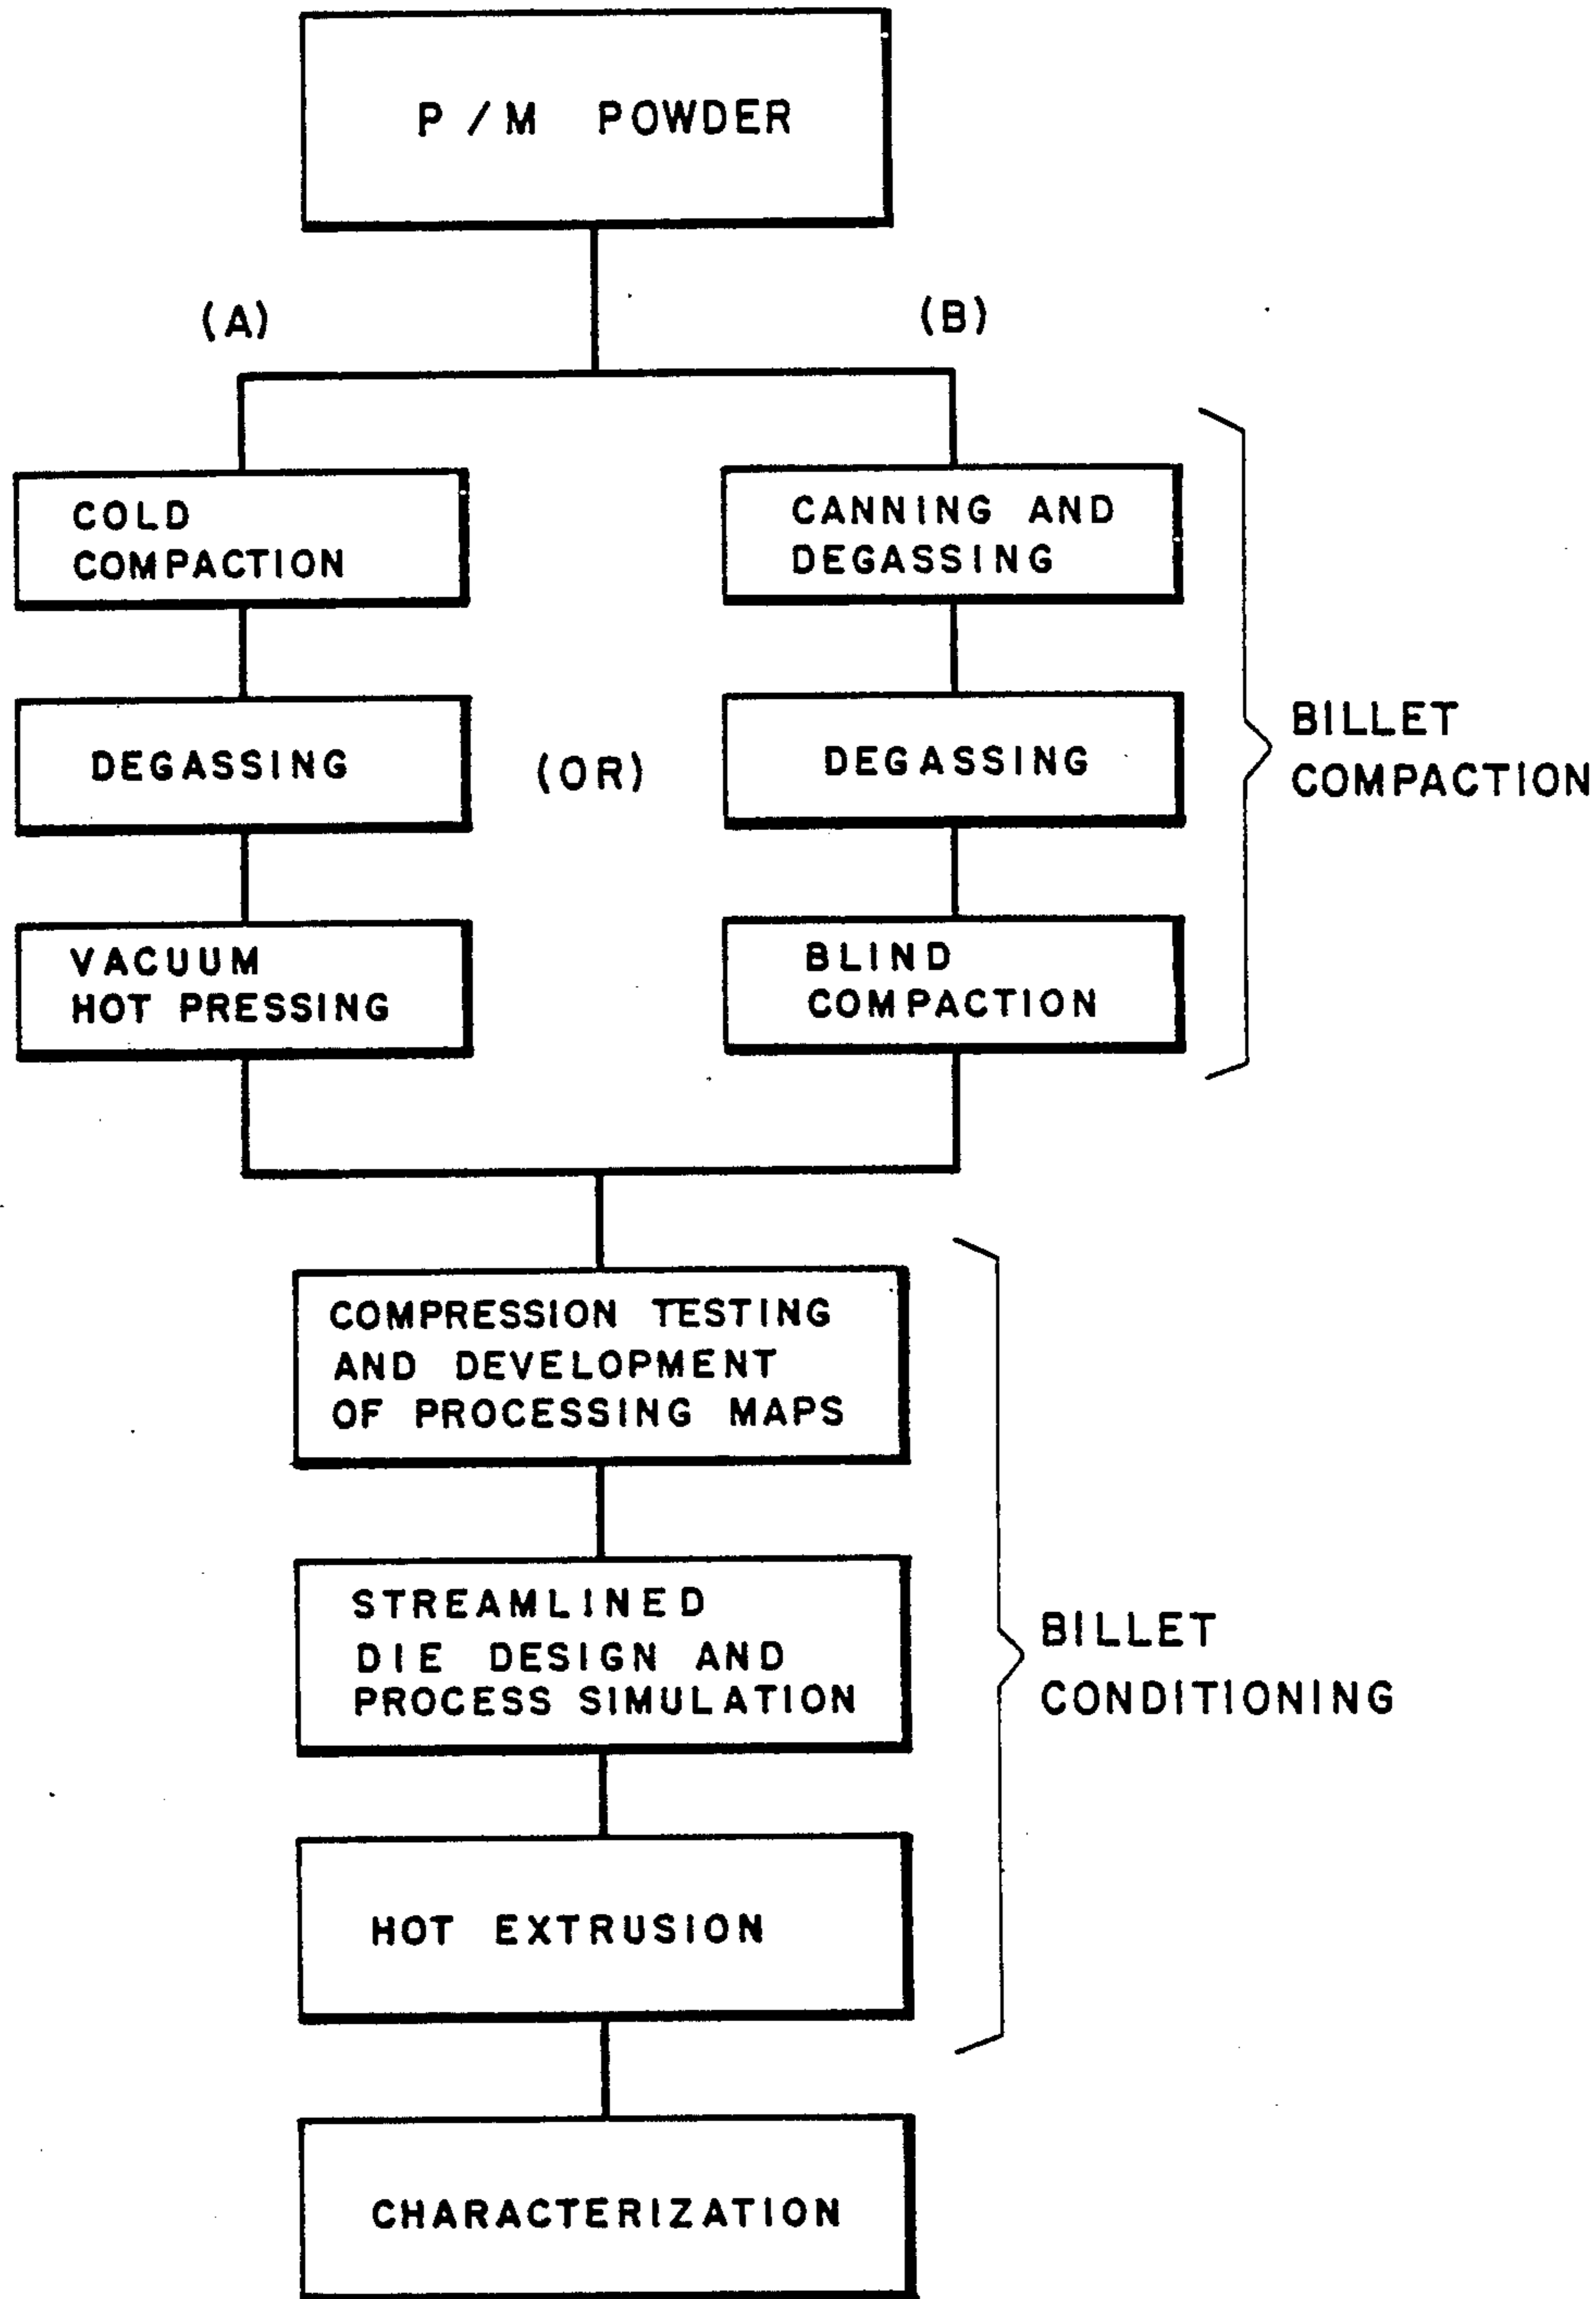 P / M POWDER
(A)
(B)
COLD
COMPACTION
CANNING AND
DEGASSING
DEGASSING
(OR)
DEGASSING
BILLET
COMPACTION
VACUUM
HOT PRESSING
BLIND
COMPACTION
COMPRESSION TESTING
AND DEVELOPMENT
OF PROCESSING MAPS
STREAMLINED
DIE DESIGN AND
PROCESS SIMULATION
BILLET
CONDITIONING
HOT EXTRUSION
CHARACTERIZATION